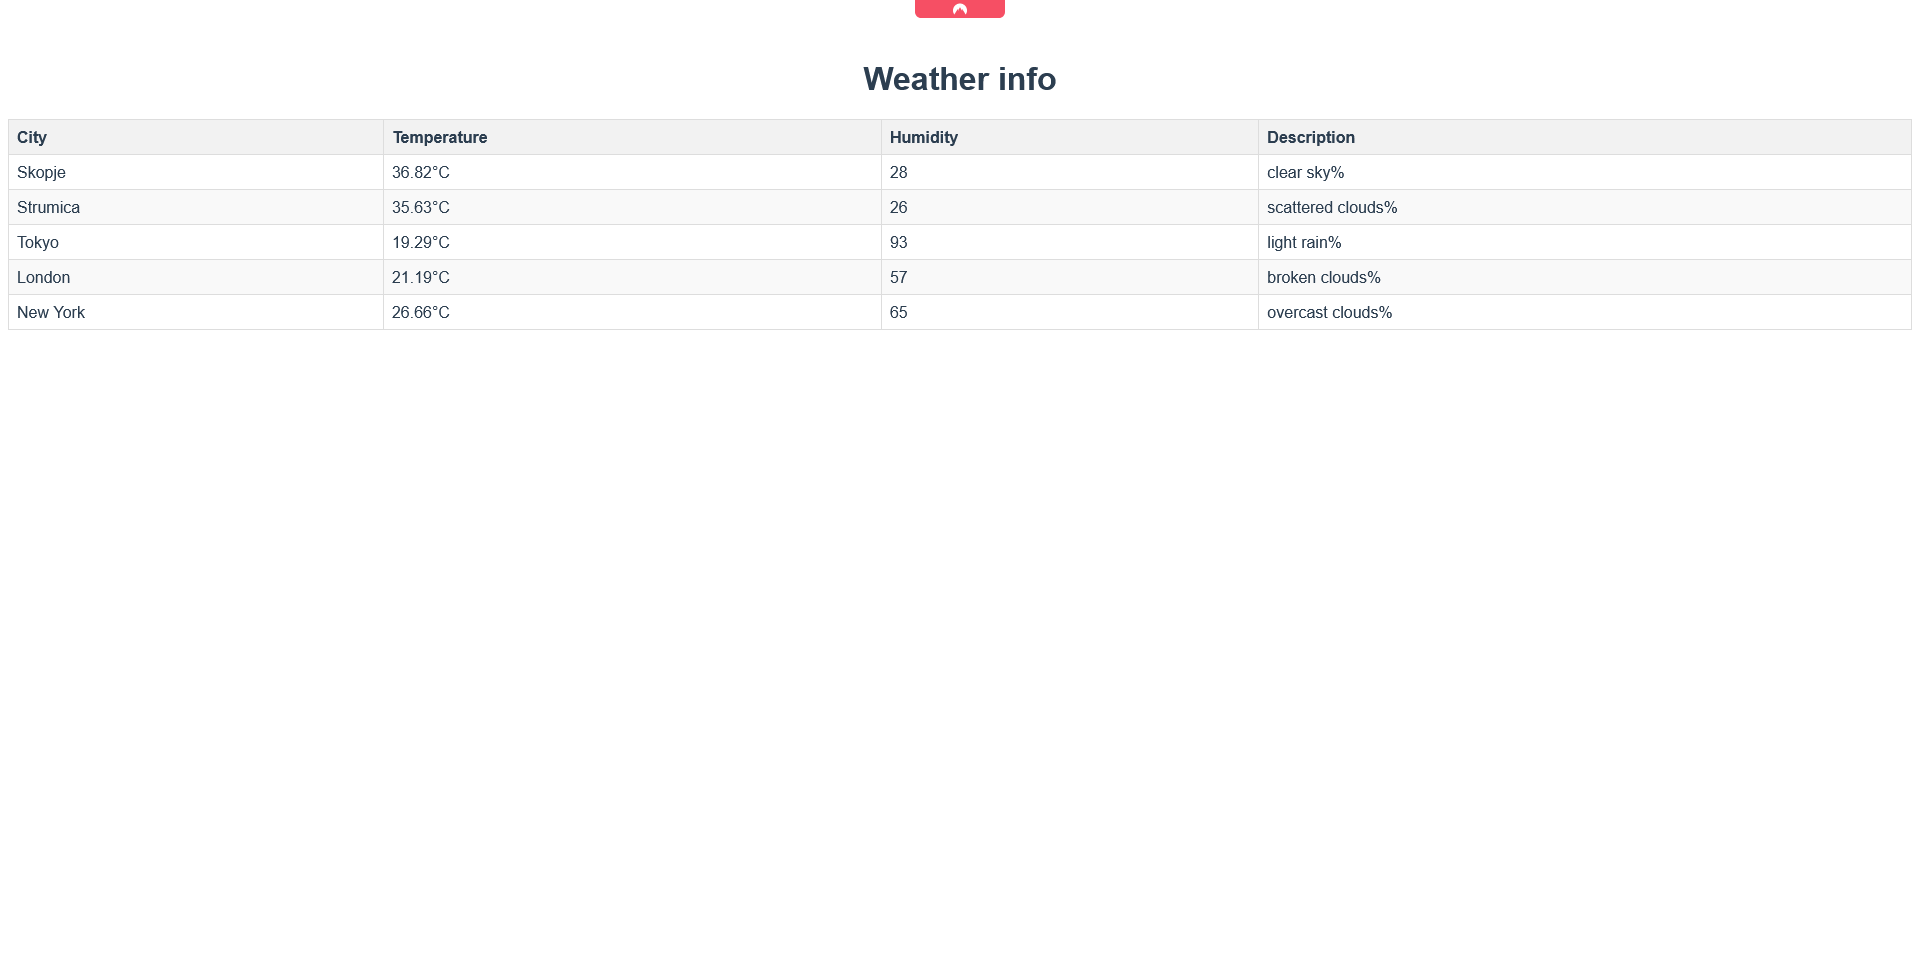 Weather info
City Temperature Humidity Description
Skopje 36.82°C 28 clear sky%
Strumica 35.63°C 26 scattered clouds%
Tokyo 19.29°C 93 light rain%
London 21.19°C 57 broken clouds%
New York 26.66°C 65 overcast clouds%